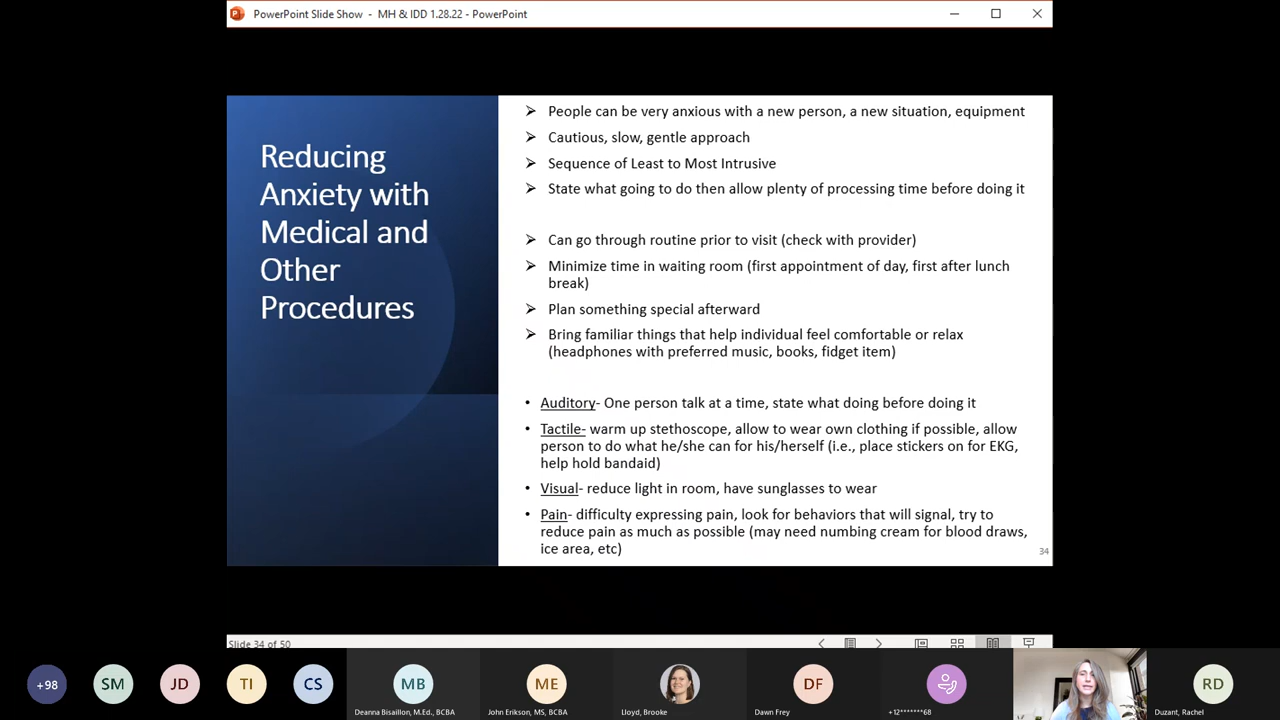 PowerPoint Slide Show - MH & IDD 1.28.22 - PowerPoint
Reducing
Anxiety with
Medical and
Other
Procedures
People can be very anxious with a new person, a new situation, equipment
Cautious, slow, gentle approach
Sequence of Least to Most Intrusive
State what going to do then allow plenty of processing time before doing it
Can go through routine prior to visit (check with provider)
Minimize time in waiting room (first appointment of day, first after lunch
break)
Plan something special afterward
Bring familiar things that help individual feel comfortable or relax
(headphones with preferred music, books, fidget item)
Auditory- One person talk at a time, state what doing before doing it
Tactile- warm up stethoscope, allow to wear own clothing if possible, allow
person to do what he/she can for his/herself (i.e., place stickers on for EKG,
help hold bandaid)
Visual- reduce light in room, have sunglasses to wear
Pain- difficulty expressing pain, look for behaviors that will signal, try to
reduce pain as much as possible (may need numbing cream for blood draws,
ice area, etc)
34
Slide 34 of 50
+98
SM
JD
TI
CS
MB
ME
DF
RD
Deanna Bisaillon, M.Ed., BCBA
John Erikson, MS, BCBA
Lloyd, Brooke
Dawn Frey
+12*******68
Duzant, Rachel